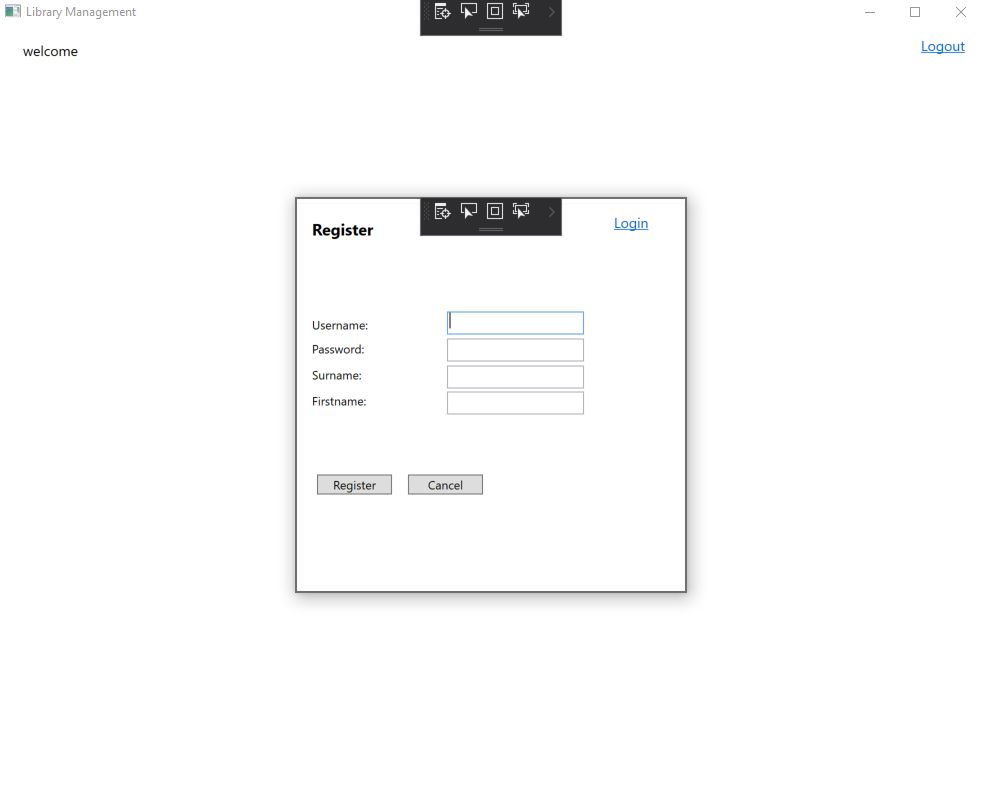 Library Management
welcome
Logout
Register
Login
Username:
Password:
Surname:
Firstname:
Register
Cancel